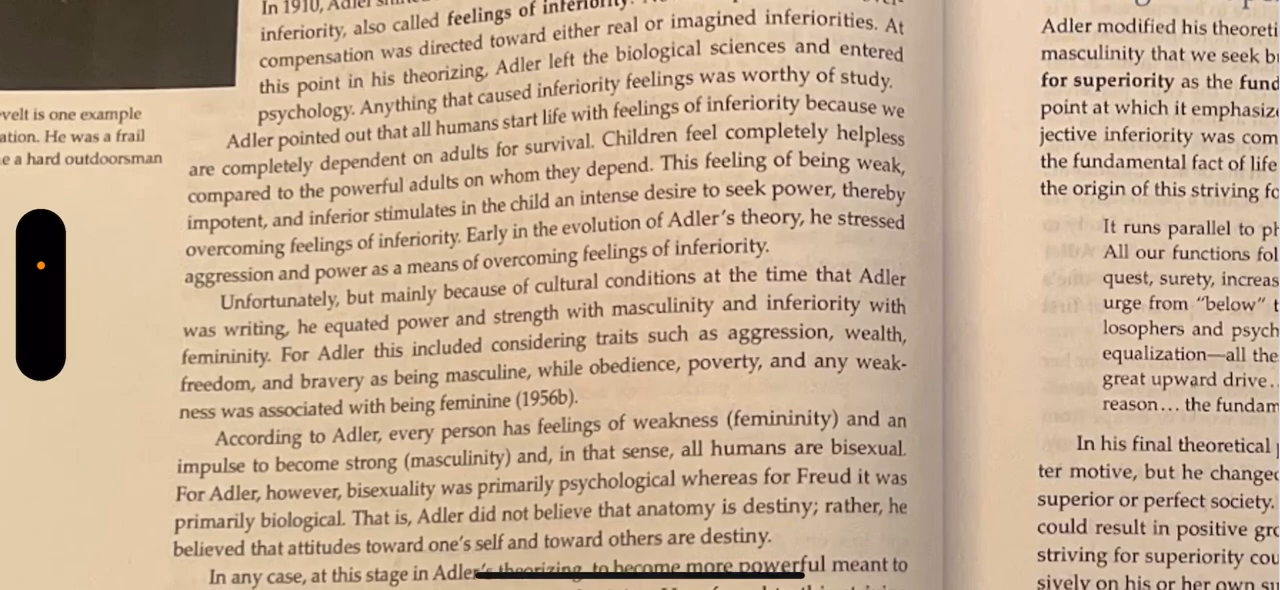 velt is one example
ation. He was a frail
e a hard outdoorsman
In 1910, Adler
inferiority, also called feelings of inferiority.
compensation was directed toward either real or imagined inferiorities. At
this point in his theorizing, Adler left the biological sciences and entered
psychology. Anything that caused inferiority feelings was worthy of study.
Adler pointed out that all humans start life with feelings of inferiority because we
are completely dependent on adults for survival. Children feel completely helpless
compared to the powerful adults on whom they depend. This feeling of being weak,
impotent, and inferior stimulates in the child an intense desire to seek power, thereby
overcoming feelings of inferiority. Early in the evolution of Adler's theory, he stressed
aggression and power as a means of overcoming feelings of inferiority.
Unfortunately, but mainly because of cultural conditions at the time that Adler
was writing, he equated power and strength with masculinity and inferiority with
femininity. For Adler this included considering traits such as aggression, wealth,
freedom, and bravery as being masculine, while obedience, poverty, and any weak-
ness was associated with being feminine (1956b).
According to Adler, every person has feelings of weakness (femininity) and an
impulse to become strong (masculinity) and, in that sense, all humans are bisexual.
For Adler, however, bisexuality was primarily psychological whereas for Freud it was
primarily biological. That is, Adler did not believe that anatomy is destiny; rather, he
believed that attitudes toward one's self and toward others are destiny.
In any case, at this stage in Adler's theorizing, to become more powerful meant to
Adler modified his theoreti
masculinity that we seek b
for superiority as the fund
point at which it emphasiz
jective inferiority was com
the fundamental fact of life
the origin of this striving fo
It runs parallel to ph
All our functions fol
quest, surety, increas
urge from "below" t
losophers and psych
equalization—all the
great upward drive.
reason… the fundam
In his final theoretical
ter motive, but he changed
superior or perfect society.
could result in positive gro
striving for superiority cou
sively on his or her own su